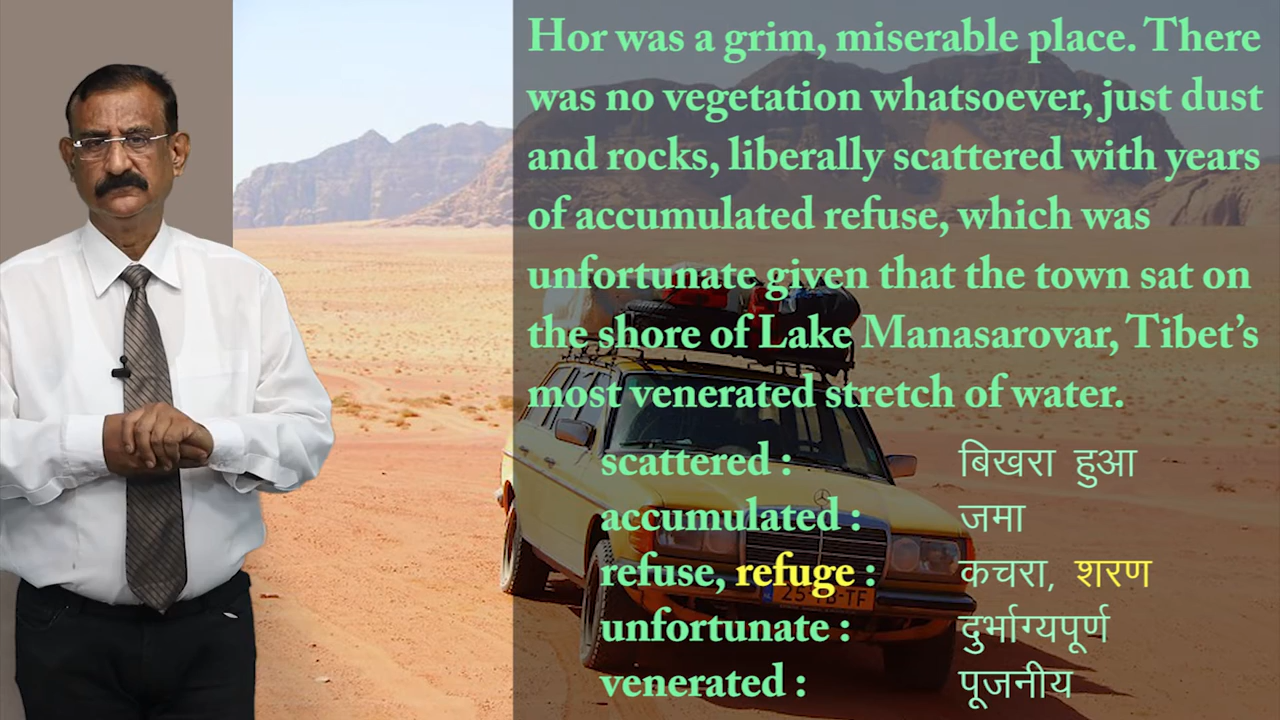 Hor was a grim, miserable place. There
was no vegetation whatsoever, just dust
and rocks, liberally scattered with years
of accumulated refuse, which was
unfortunate given that the town sat on
the shore of Lake Manasarovar, Tibet’s
most venerated stretch of water.
scattered : बिखरा हुआ
accumulated : जमा
refuse, refuge : कचरा, शरण
unfortunate : दुर्भाग्यपूर्ण
venerated : पूजनीय